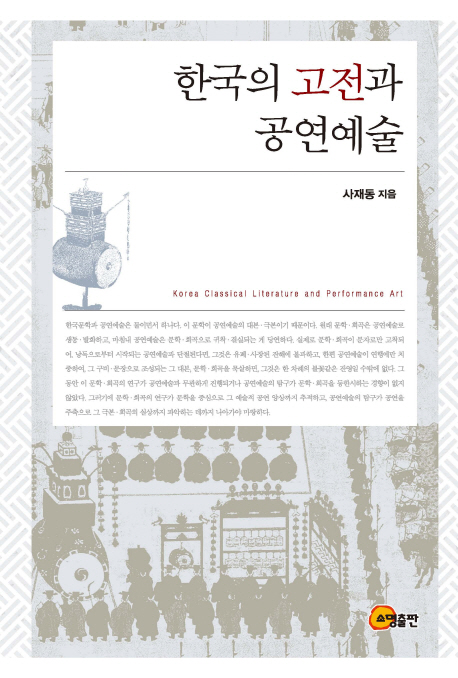 한국의 고전과
공연예술
사재동 지음
Korea Classical Literature and Performance Art
한국문학과 공연예술은 둘이면서 하나다. 이 문학이 공연예술의 대본·극본이기 때문이다. 원래 문학·희곡은 공연예술로
생동·발화하고, 마침내 공연예술은 문학·희곡으로 귀착·결실되는 게 당연하다. 실제로 문학·희곡이 문자로만 고착되
어, 낭독으로부터 시작되는 공연예술과 단절된다면, 그것은 유폐·사장된 잔해에 불과하고, 한편 공연예술이 연행에만 치
중하여, 그 구비·문장으로 조성되는 그 대본, 문학·희곡을 묵살하면, 그것은 한 차례의 불꽃같은 환영일 수밖에 없다. 그
동안 이 문학·희곡의 연구가 공연예술과 무관하게 진행되거나 공연예술의 탐구가 문학·희곡을 등한시하는 경향이 없지
않았다. 그러기에 문학·희곡의 연구가 문학을 중심으로 그 예술적 공연 양상까지 추적하고, 공연예술의 탐구가 공연을
주축으로 그 극본·희곡의 실상까지 파악하는 데까지 나아가야 마땅하다.
소명출판